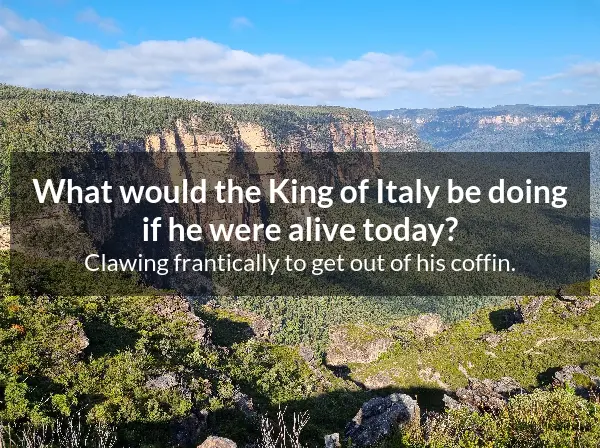 What would the King of Italy be doing
if he were alive today?
Clawing frantically to get out of his coffin.